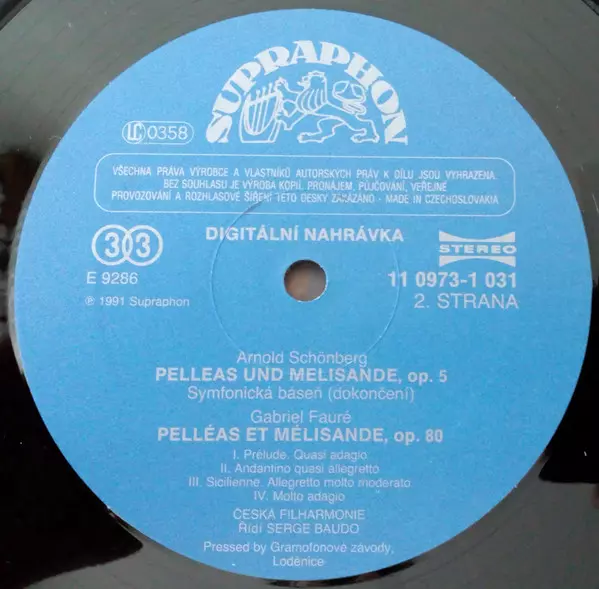 SUPRAPHON
LC 0358
VŠECHNA PRÁVA VÝROBCE A VLASTNÍKŮ AUTORSKÝCH PRÁV K DÍLU JSOU VYHRAZENA.
BEZ SOUHLASU JE VÝROBA KOPIÍ, PRONÁJEM, PŮJČOVÁNÍ, VEŘEJNÉ
PROVOZOVÁNÍ A ROZHLASOVÉ ŠÍŘENÍ TÉTO DESKY ZAKÁZÁNO - MADE IN CZECHOSLOVAKIA
33
DIGITÁLNÍ NAHRÁVKA
STEREO
E 9286
11 0973-1 031
℗ 1991 Supraphon
2. STRANA
Arnold Schönberg
PELLEAS UND MELISANDE, op. 5
Symfonická báseň (dokončení)
Gabriel Fauré
PELLÉAS ET MÉLISANDE, op. 80
I. Prélude. Quasi adagio
II. Andantino quasi allegretto
III. Sicilienne. Allegretto molto moderato
IV. Molto adagio
ČESKÁ FILHARMONIE
Řídí SERGE BAUDO
Pressed by Gramofonové závody,
Loděnice